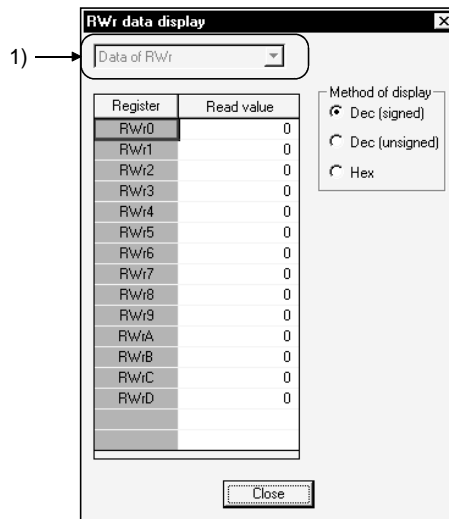 RWr data display
1)
Data of RWr
Register Read value
RWr0 0
RWr1 0
RWr2 0
RWr3 0
RWr4 0
RWr5 0
RWr6 0
RWr7 0
RWr8 0
RWr9 0
RWrA 0
RWrB 0
RWrC 0
RWrD 0
Method of display
Dec (signed)
Dec (unsigned)
Hex
Close